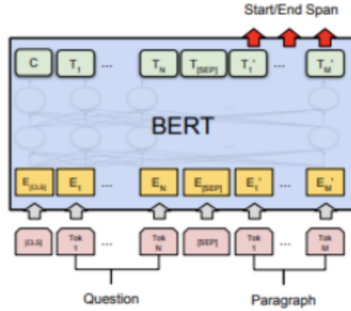 Start/End Span
C T1 ... TN T[SEP] T1' ... TM'
BERT
E[CLS] E1 ... EN E[SEP] E1' ... EM'
[CLS] Tok 1 ... Tok N [SEP] Tok 1 ... Tok M
Question Paragraph